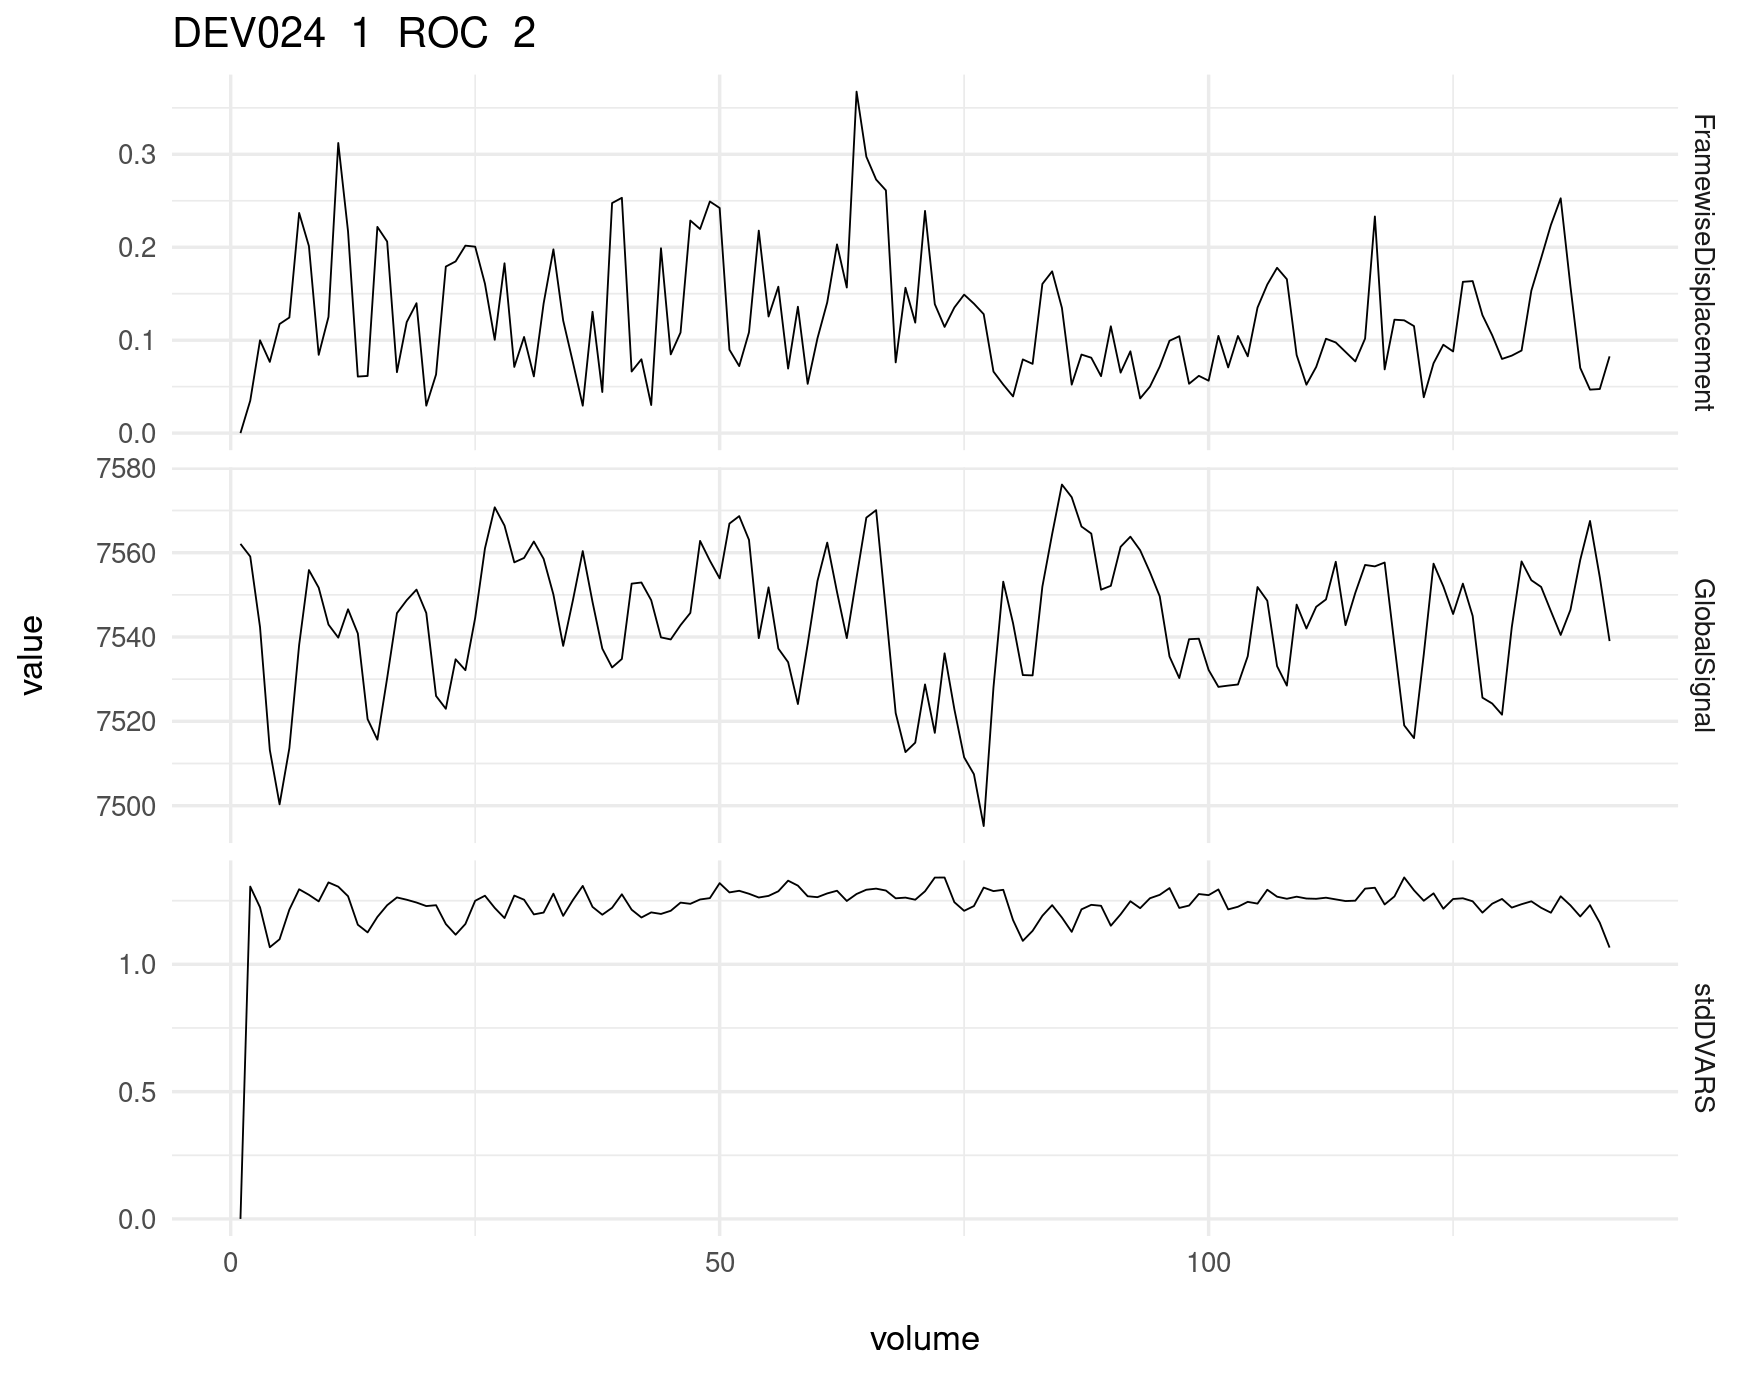 DEV024  1  ROC  2
0.3
0.2
0.1
0.0
FramewiseDisplacement
7580
7560
7540
7520
7500
GlobalSignal
value
1.0
0.5
0.0
stdDVARS
0 50 100
volume